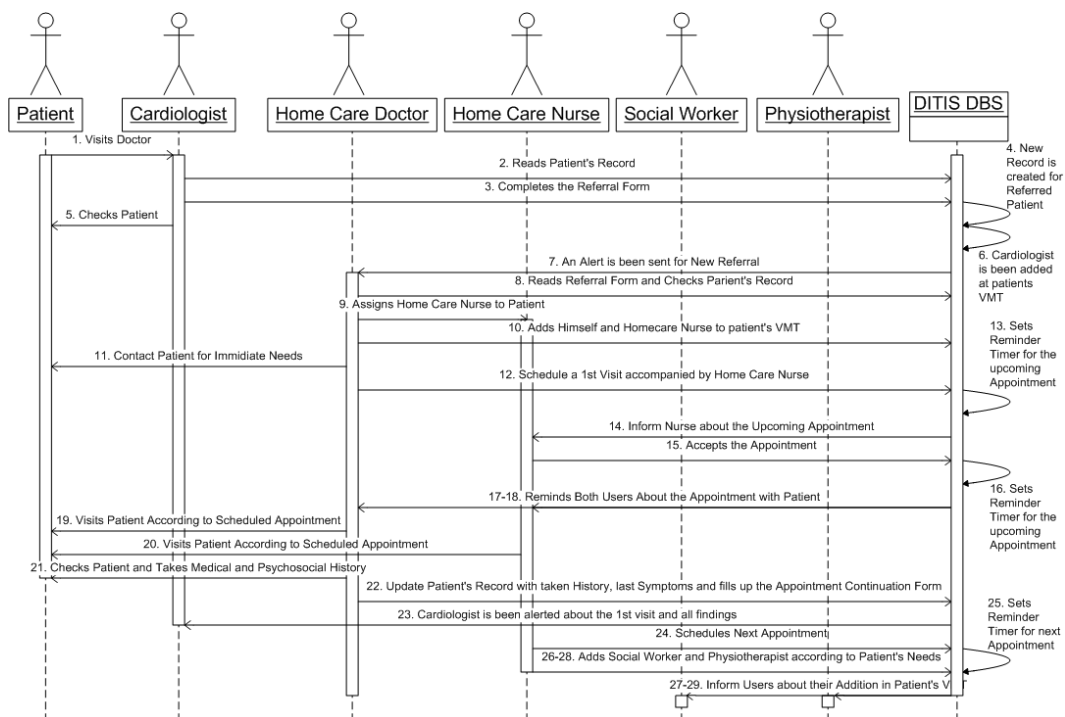 Patient
Cardiologist
Home Care Doctor
Home Care Nurse
Social Worker
Physiotherapist
DITIS DBS
1. Visits Doctor
2. Reads Patient's Record
3. Completes the Referral Form
4. New
Record is
created for
Referred
Patient
5. Checks Patient
6. Cardiologist
is been added
at patients
VMT
7. An Alert is been sent for New Referral
8. Reads Referral Form and Checks Parient's Record
9. Assigns Home Care Nurse to Patient
10. Adds Himself and Homecare Nurse to patient's VMT
11. Contact Patient for Immidiate Needs
12. Schedule a 1st Visit accompanied by Home Care Nurse
13. Sets
Reminder
Timer for the
upcoming
Appointment
14. Inform Nurse about the Upcoming Appointment
15. Accepts the Appointment
16. Sets
Reminder
Timer for the
upcoming
Appointment
17-18. Reminds Both Users About the Appointment with Patient
19. Visits Patient According to Scheduled Appointment
20. Visits Patient According to Scheduled Appointment
21. Checks Patient and Takes Medical and Psychosocial History
22. Update Patient's Record with taken History, last Symptoms and fills up the Appointment Continuation Form
23. Cardiologist is been alerted about the 1st visit and all findings
24. Schedules Next Appointment
25. Sets
Reminder
Timer for next
Appointment
26-28. Adds Social Worker and Physiotherapist according to Patient's Needs
27-29. Inform Users about their Addition in Patient's